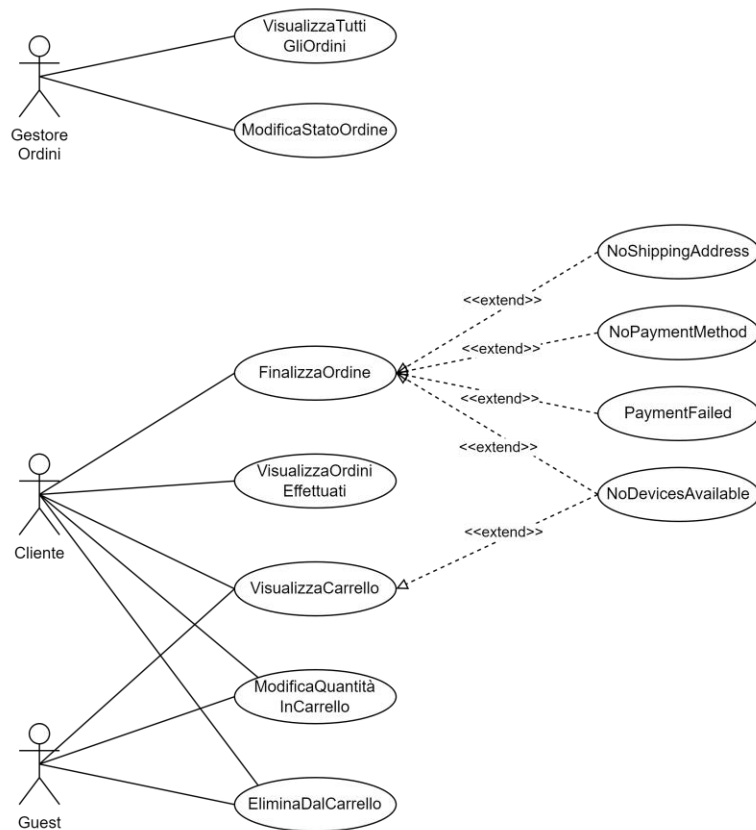 VisualizzaTutti
GliOrdini
ModificaStatoOrdine
Gestore
Ordini
NoShippingAddress
<<extend>>
NoPaymentMethod
<<extend>>
FinalizzaOrdine
<<extend>>
PaymentFailed
<<extend>>
VisualizzaOrdini
Effettuati
NoDevicesAvailable
<<extend>>
Cliente
VisualizzaCarrello
ModificaQuantità
InCarrello
EliminaDalCarrello
Guest